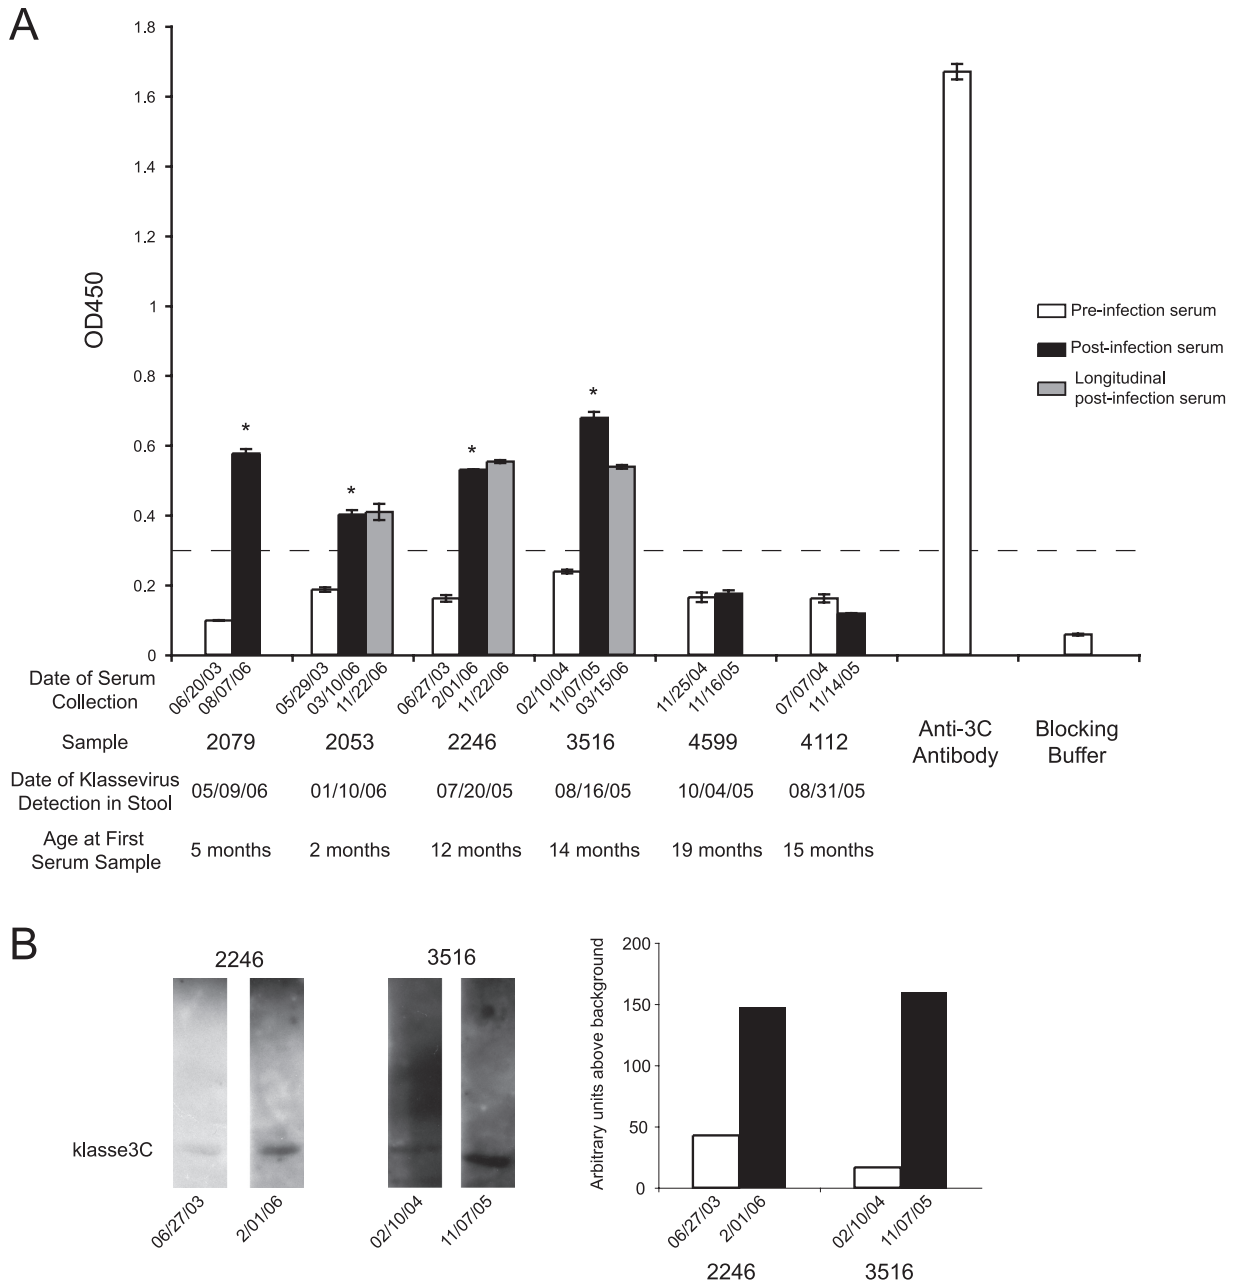 A
1.8
1.6
1.4
1.2
1
0.8
0.6
0.4
0.2
0
OD450
Pre-infection serum
Post-infection serum
Longitudinal
post-infection serum
* * * *
Date of Serum
Collection
06/20/03 08/07/06 05/29/03 03/10/06 11/22/06 06/27/03 2/01/06 11/22/06 02/10/04 11/07/05 03/15/06 11/25/04 11/16/05 07/07/04 11/14/05
Anti-3C
Antibody
Blocking
Buffer
Sample 2079 2053 2246 3516 4599 4112
Date of Klassevirus
Detection in Stool
05/09/06 01/10/06 07/20/05 08/16/05 10/04/05 08/31/05
Age at First
Serum Sample
5 months 2 months 12 months 14 months 19 months 15 months
B
2246 3516
klasse3C
06/27/03 2/01/06 02/10/04 11/07/05
Arbitrary units above background
200
150
100
50
0
06/27/03 2/01/06 02/10/04 11/07/05
2246 3516